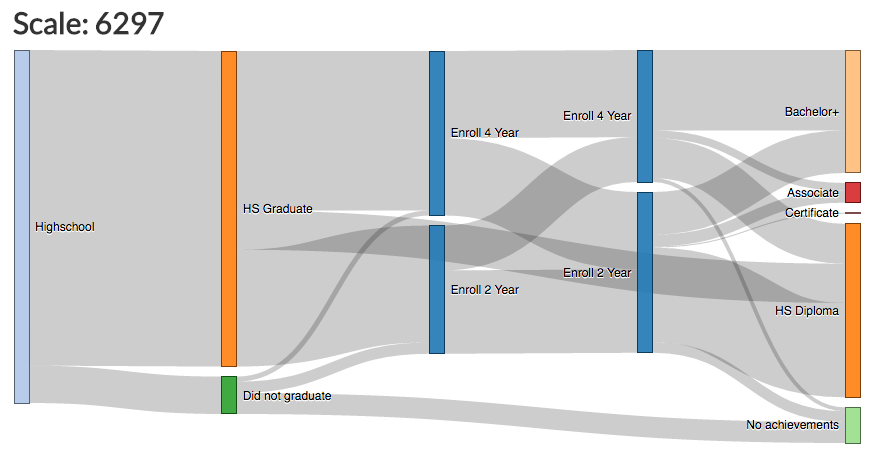 Scale: 6297
Highschool
HS Graduate
Did not graduate
Enroll 4 Year
Enroll 2 Year
Enroll 4 Year
Enroll 2 Year
Bachelor+
Associate
Certificate
HS Diploma
No achievements